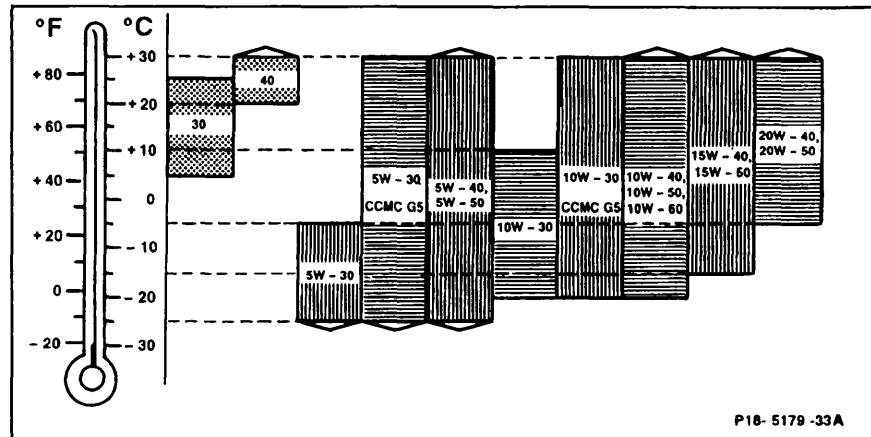 °F °C
+30
+80
+20
+60
+10
+40
0
+20
- 10
0
- 20
- 20
- 30
30
40
5W - 30
5W - 30
CCMC G5
5W - 40,
5W - 50
10W - 30
10W - 30
CCMC G5
10W - 40,
10W - 50,
10W - 60
15W - 40,
15W - 50
20W - 40,
20W - 50
P18- 5179 -33A